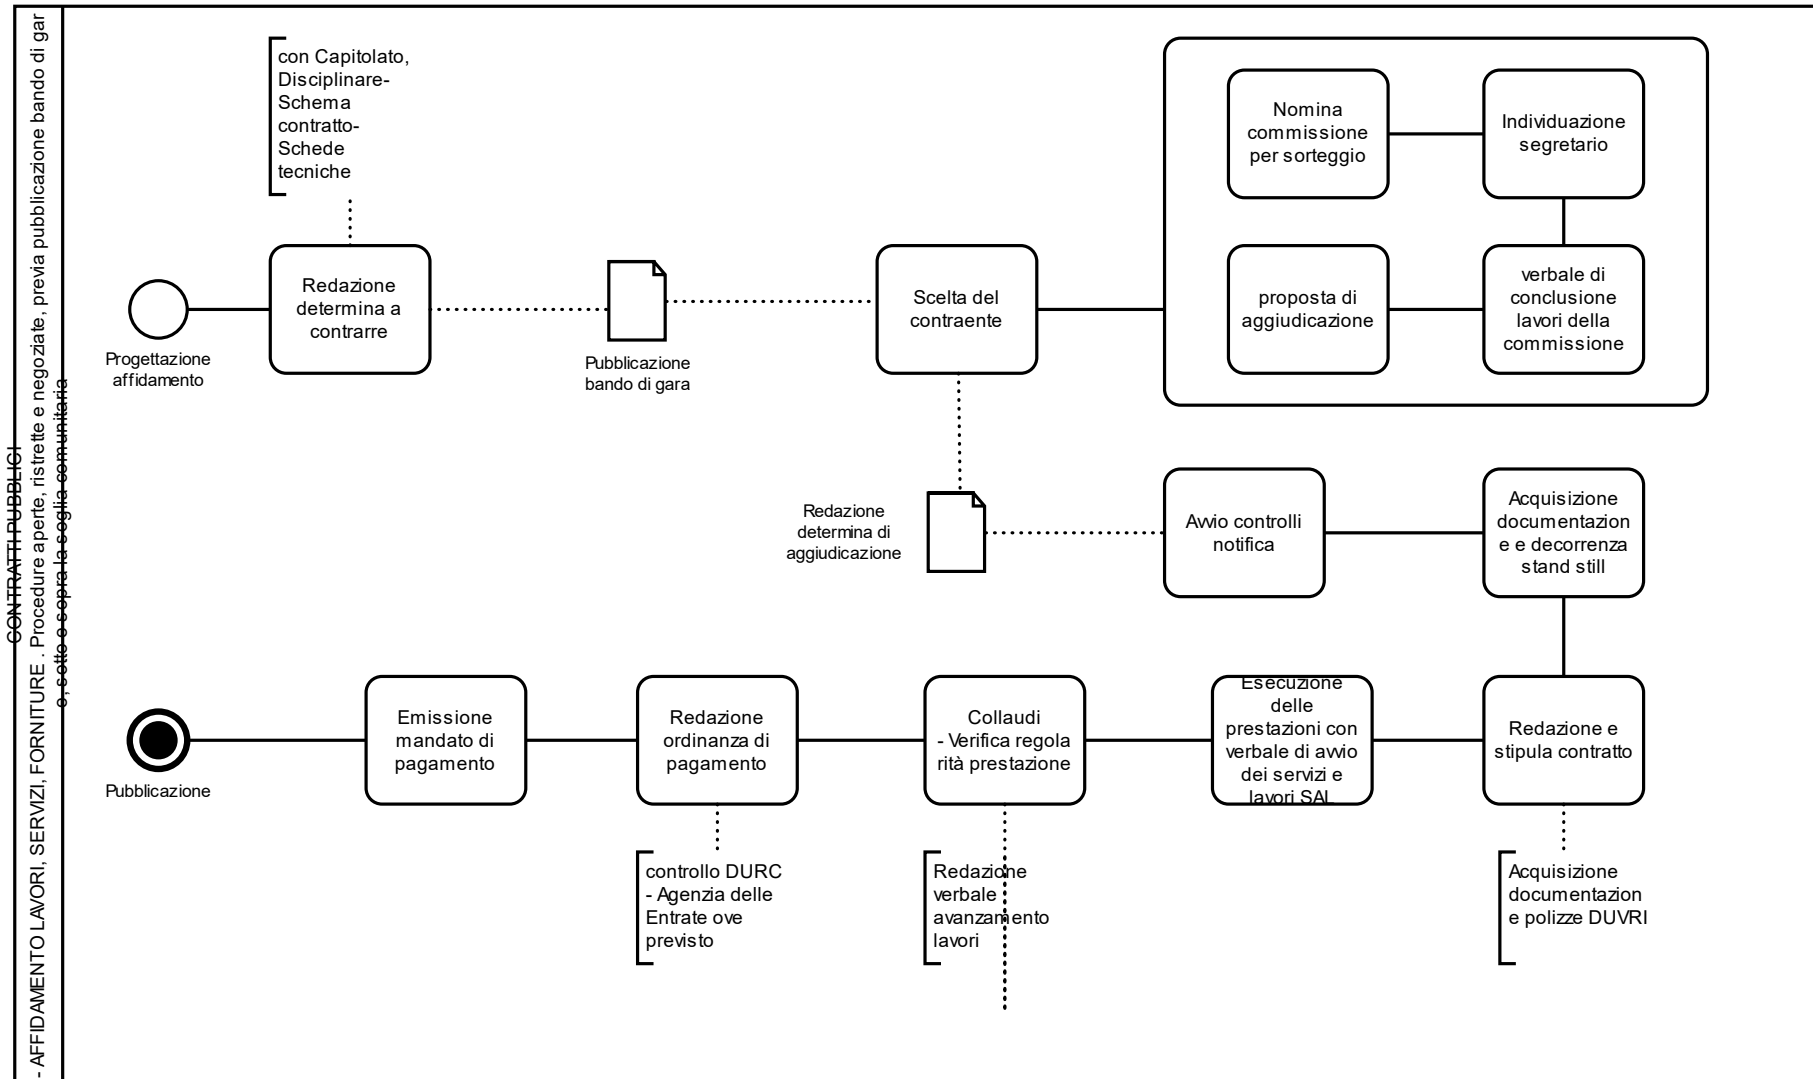 CONTRATTI PUBBLICI
- AFFIDAMENTO LAVORI, SERVIZI, FORNITURE . Procedure aperte, ristrette e negoziate, previa pubblicazione bando di gar
o, sotto o sopra la soglia comunitaria
con Capitolato,
Disciplinare-
Schema
contratto-
Schede
tecniche
Progettazione
affidamento
Redazione
determina a
contrarre
Pubblicazione
bando di gara
Scelta del
contraente
Nomina
commissione
per sorteggio
Individuazione
segretario
proposta di
aggiudicazione
verbale di
conclusione
lavori della
commissione
Redazione
determina di
aggiudicazione
Avvio controlli
notifica
Acquisizione
documentazion
e e decorrenza
stand still
Pubblicazione
Emissione
mandato di
pagamento
Redazione
ordinanza di
pagamento
Collaudi
- Verifica regola
rità prestazione
Esecuzione
delle
prestazioni con
verbale di avvio
dei servizi e
lavori SAL
Redazione e
stipula contratto
controllo DURC
- Agenzia delle
Entrate ove
previsto
Redazione
verbale
avanzamento
lavori
Acquisizione
documentazion
e polizze DUVRI